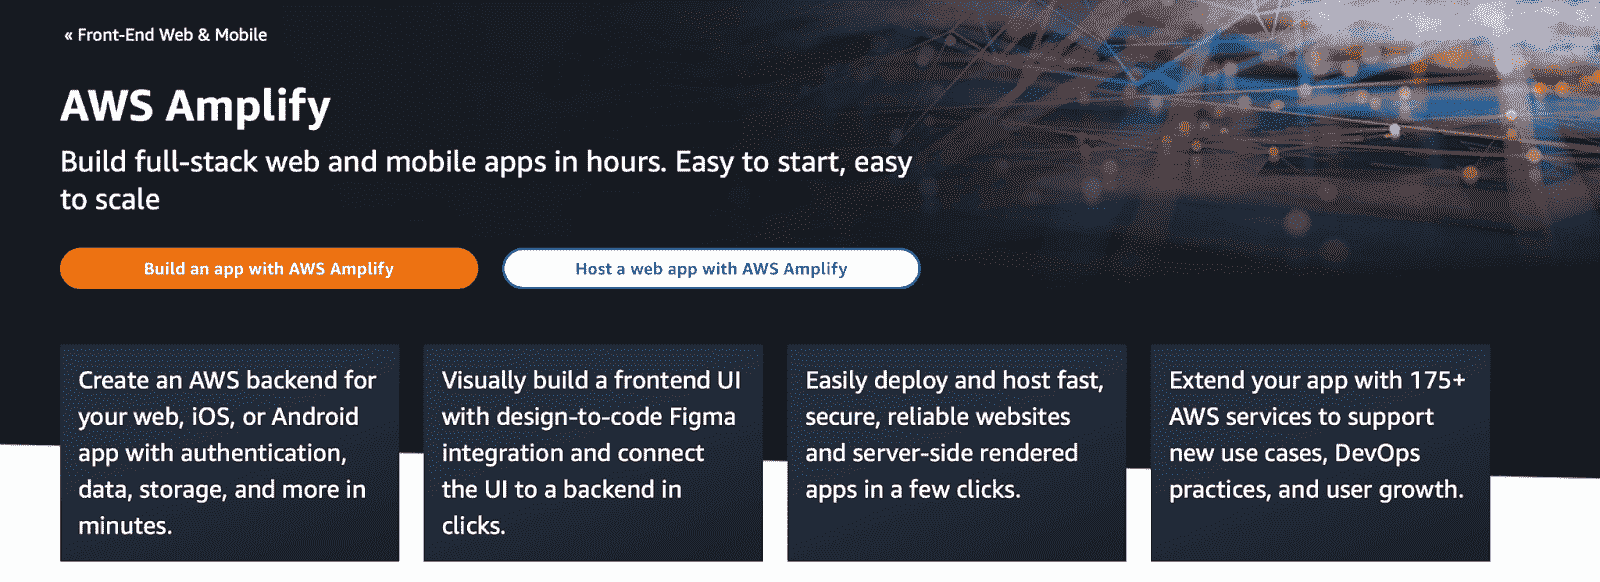 « Front-End Web & Mobile
AWS Amplify
Build full-stack web and mobile apps in hours. Easy to start, easy
to scale
Build an app with AWS Amplify
Host a web app with AWS Amplify
Create an AWS backend for
your web, iOS, or Android
app with authentication,
data, storage, and more in
minutes.
Visually build a frontend UI
with design-to-code Figma
integration and connect
the UI to a backend in
clicks.
Easily deploy and host fast,
secure, reliable websites
and server-side rendered
apps in a few clicks.
Extend your app with 175+
AWS services to support
new use cases, DevOps
practices, and user growth.